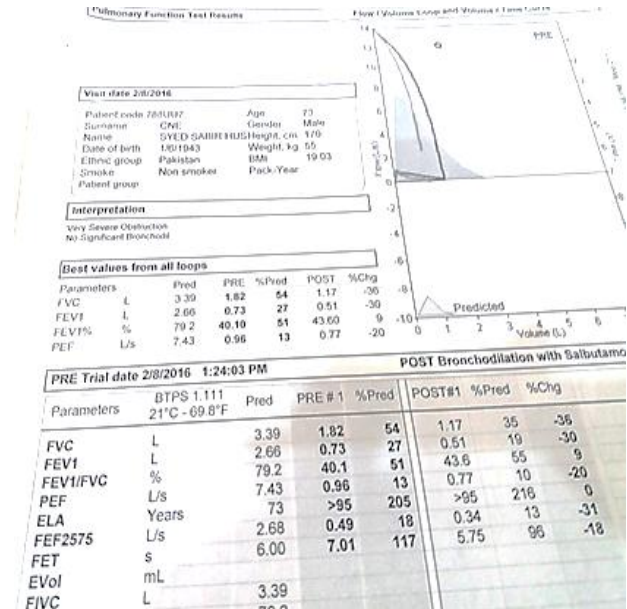 Pulmonary Function Test Results
Flow / Volume Loop and Volume / Time Curve
PRE
Visit date 2/8/2016
Patient code
Age 73
Surname CNE Gender Male
Name SYED SABIR HUS Height, cm 170
Date of birth 1/6/1943 Weight, kg 55
Ethnic group Pakistan BMI 19.03
Smoke Non smoker Pack-Year
Patient group
Interpretation
Very Severe Obstruction
No Significant Bronchodil
Best values from all loops
Parameters Pred PRE %Pred POST %Chg
FVC L 3.39 1.82 54 1.17 -36
FEV1 L 2.66 0.73 27 0.51 -30
FEV1% % 79.2 40.10 51 43.60 9
PEF L/s 7.43 0.96 13 0.77 -20
Predicted
Volume (L)
PRE Trial date 2/8/2016 1:24:03 PM
POST Bronchodilation with Salbutamo
Parameters BTPS 1.111 21°C - 69.8°F Pred PRE # 1 %Pred POST#1 %Pred %Chg
FVC L 3.39 1.82 54 1.17 35 -36
FEV1 L 2.66 0.73 27 0.51 19 -30
FEV1/FVC % 79.2 40.1 51 43.6 55 9
PEF L/s 7.43 0.96 13 0.77 10 -20
ELA Years 73 >95 205 >95 216 0
FEF2575 L/s 2.68 0.49 18 0.34 13 -31
FET s 6.00 7.01 117 5.75 96 -18
EVol mL
FIVC L 3.39